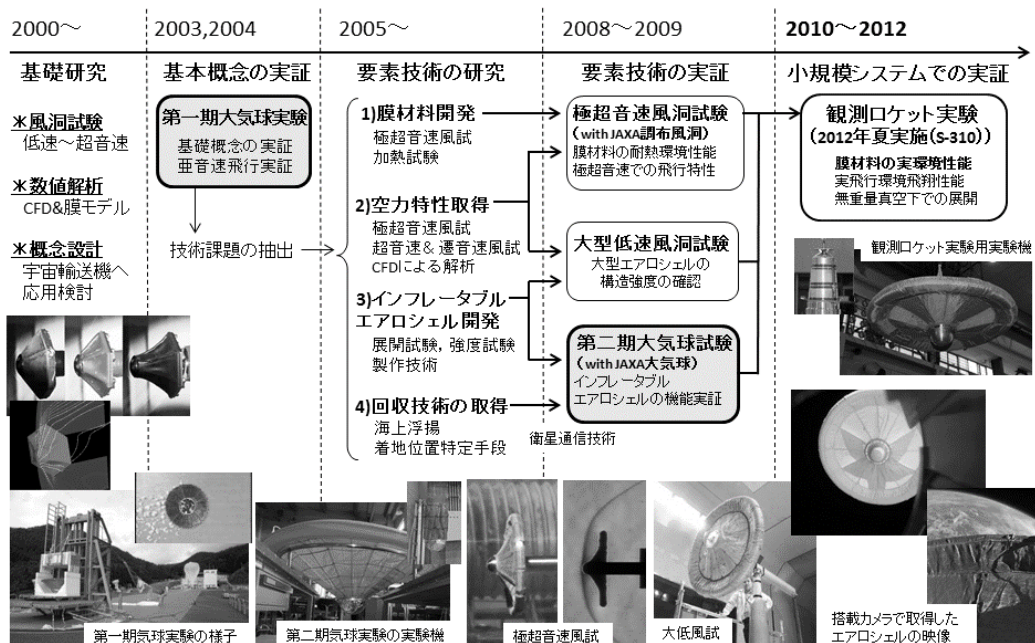 2000～
2003,2004
2005～
2008～2009
2010～2012
基礎研究
基本概念の実証
要素技術の研究
要素技術の実証
小規模システムでの実証
＊風洞試験
低速～超音速
＊数値解析
CFD&膜モデル
＊概念設計
宇宙輸送機へ
応用検討
第一期大気球実験
基礎概念の実証
亜音速飛行実証
技術課題の抽出
1)膜材料開発
極超音速風試
加熱試験
2)空力特性取得
極超音速風試
超音速＆遷音速風試
CFDによる解析
3)インフレータブル
エアロシェル開発
展開試験, 強度試験
製作技術
4)回収技術の取得
海上浮揚
着地位置特定手段
極超音速風洞試験
(with JAXA調布風洞)
膜材料の耐熱環境性能
極超音速での飛行特性
大型低速風洞試験
大型エアロシェルの
構造強度の確認
第二期大気球試験
(with JAXA大気球)
インフレータブル
エアロシェルの機能実証
衛星通信技術
観測ロケット実験
(2012年夏実施(S-310))
膜材料の実環境性能
実飛行環境飛翔性能
無重量真空下での展開
観測ロケット実験用実験機
第一期気球実験の様子
第二期気球実験の実験機
極超音速風試
大低風試
搭載カメラで取得した
エアロシェルの映像